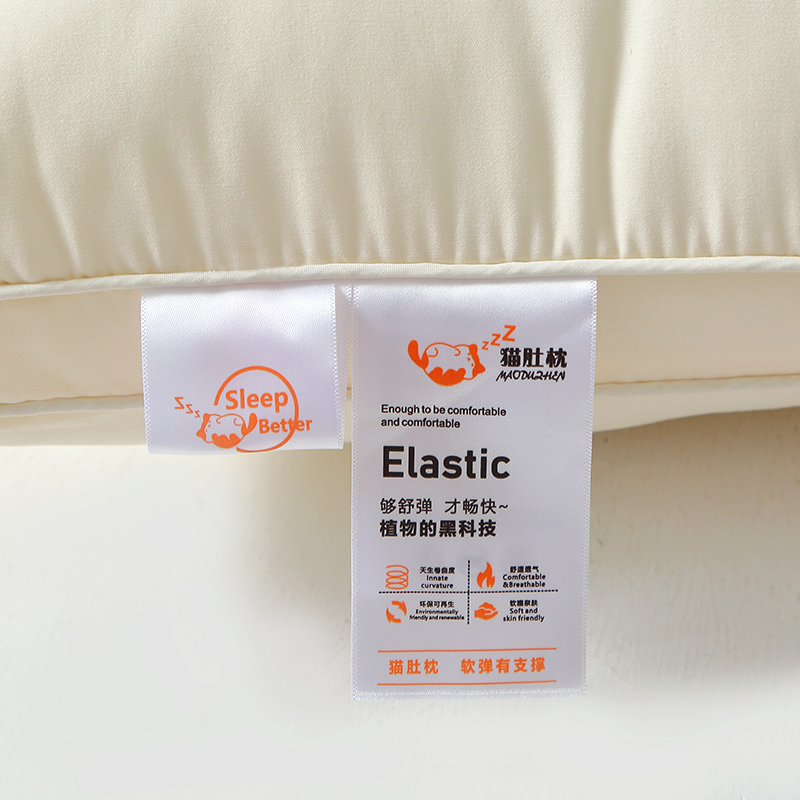 zzz
Sleep
Better
zzz
猫肚枕
MAODUZHEN
Enough to be comfortable
and comfortable
Elastic
够舒弹 才畅快~
植物的黑科技
天生卷曲度
Innate
curvature
舒适透气
Comfortable
&Breathable
环保可再生
Environmentally
friendly and renewable
软糯亲肤
Soft and
skin friendly
猫肚枕 软弹有支撑